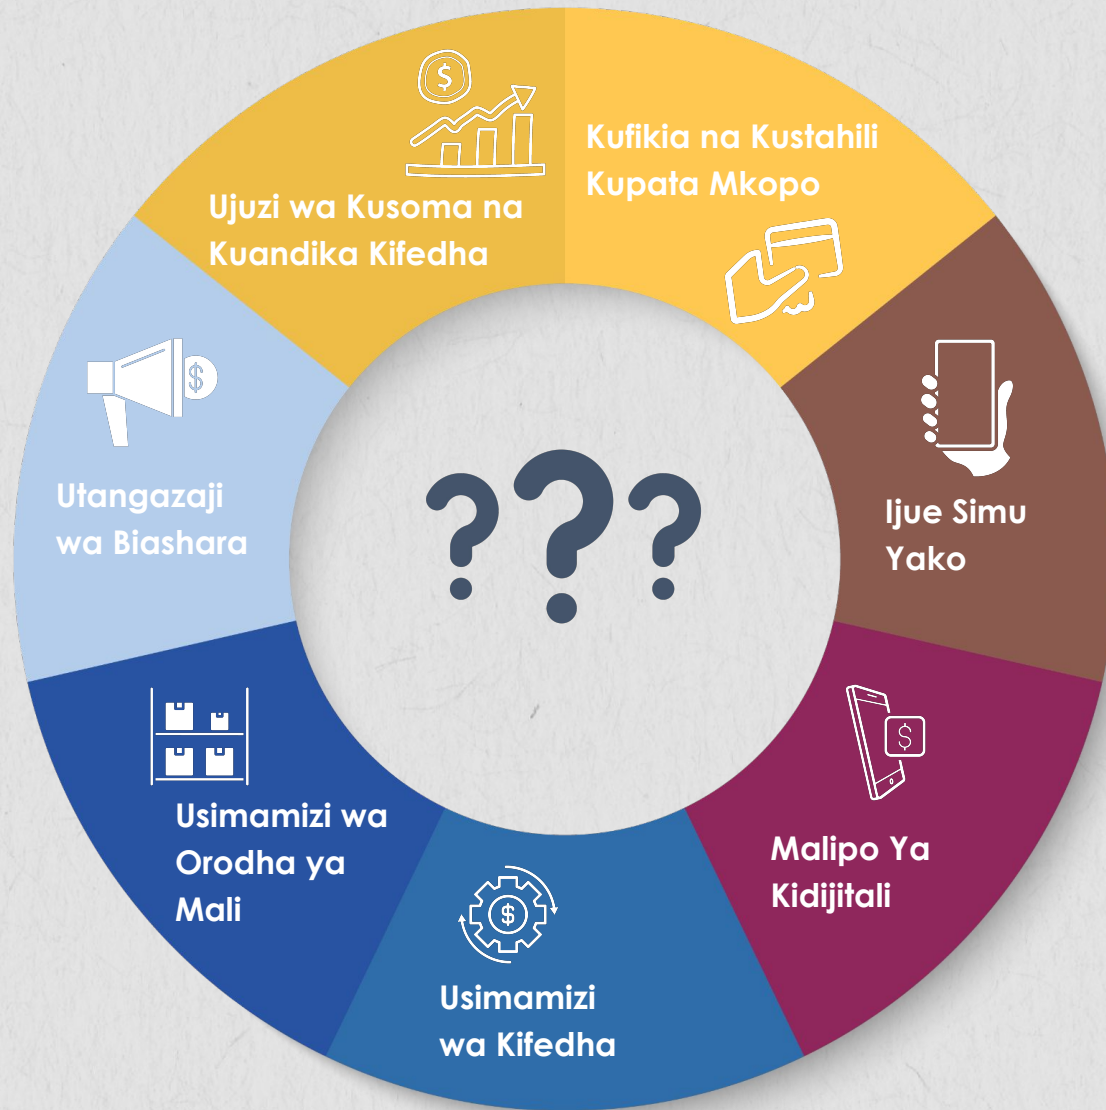 Kufikia na Kustahili
Kupata Mkopo
Ijue Simu
Yako
Malipo Ya
Kidijitali
Usimamizi
wa Kifedha
Usimamizi wa
Orodha ya
Mali
Utangazaji
wa Biashara
Ujuzi wa Kusoma na
Kuandika Kifedha
$
$
$
$
???